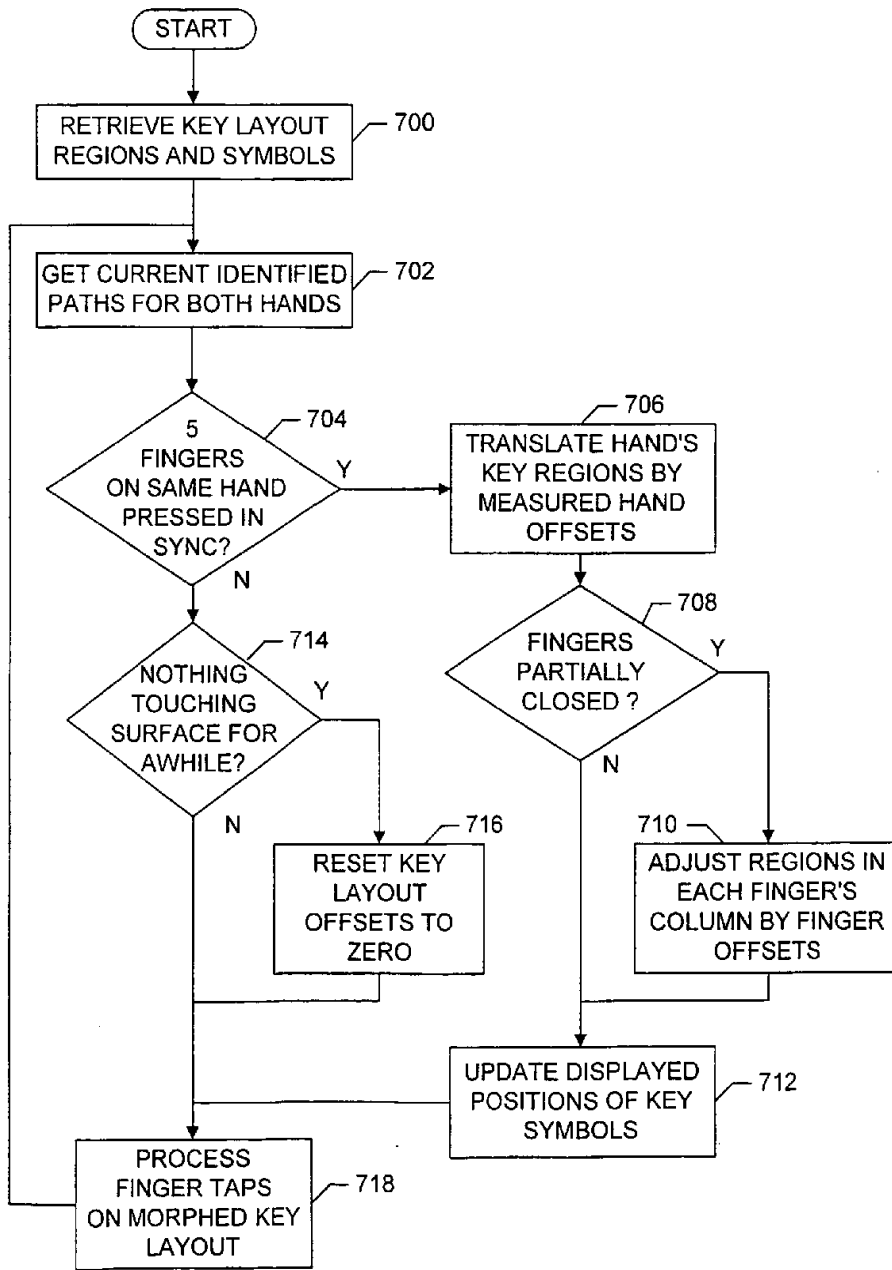 START
RETRIEVE KEY LAYOUT
REGIONS AND SYMBOLS
700
GET CURRENT IDENTIFIED
PATHS FOR BOTH HANDS
702
5
FINGERS
ON SAME HAND
PRESSED IN
SYNC?
704
Y
N
706
TRANSLATE HAND'S
KEY REGIONS BY
MEASURED HAND
OFFSETS
708
FINGERS
PARTIALLY
CLOSED ?
Y
N
714
NOTHING
TOUCHING
SURFACE FOR
AWHILE?
Y
N
716
RESET KEY
LAYOUT
OFFSETS TO
ZERO
710
ADJUST REGIONS IN
EACH FINGER'S
COLUMN BY FINGER
OFFSETS
UPDATE DISPLAYED
POSITIONS OF KEY
SYMBOLS
712
PROCESS
FINGER TAPS
ON MORPHED KEY
LAYOUT
718